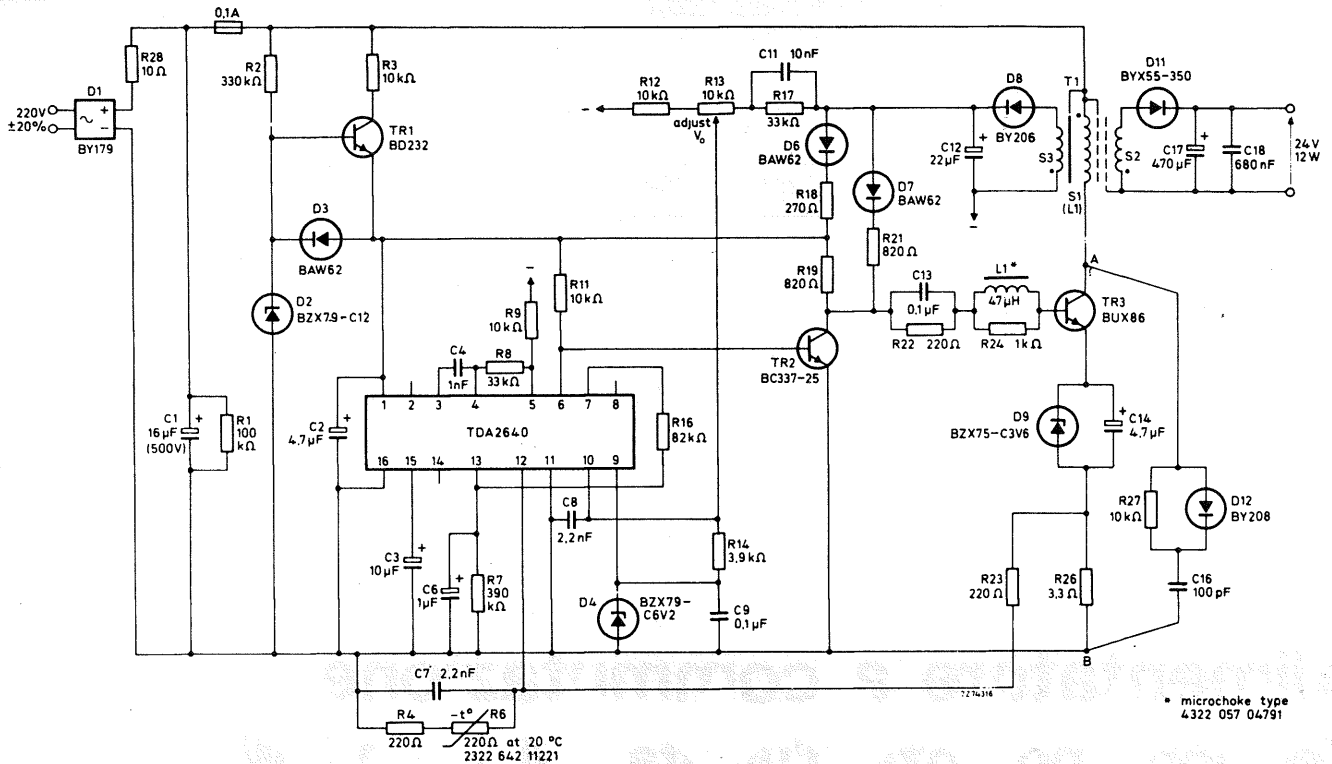 0,1A
R28
10Ω
R2
330kΩ
R3
10kΩ
D1
220V
±20%
+
~
−
BY179
TR1
BD232
R12
10kΩ
R13
10kΩ
adjust
Vo
C11 10nF
R17
33kΩ
D6
BAW62
R18
270Ω
D7
BAW62
R21
820Ω
R19
820Ω
C12
22µF
+
D8
BY206
S3
T1
S1
(L1)
S2
D11
BYX55-350
C17
470µF
+
C18
680nF
24V
12W
D3
BAW62
D2
BZX79-C12
R11
10kΩ
R9
10kΩ
C4
1nF
R8
33kΩ
C13
0,1µF
R22 220Ω
L1*
47µH
R24 1kΩ
A
TR3
BUX86
TR2
BC337-25
C1
16µF
(500V)
+
R1
100
kΩ
C2
4,7µF
+
1 2 3 4 5 6 7 8
TDA2640
16 15 14 13 12 11 10 9
R16
82kΩ
D9
BZX75-C3V6
+
C14
4,7µF
R27
10kΩ
D12
BY208
C16
100pF
C3
10µF
+
C6
1µF
+
R7
390
kΩ
C8
2,2nF
R14
3,9kΩ
D4
BZX79-
C6V2
C9
0,1µF
R23
220Ω
R26
3,3Ω
B
C7 2,2nF
R4
220Ω
-t°
R6
220Ω at 20 °C
2322 642 11221
7Z74316
* microchoke type
4322 057 04791